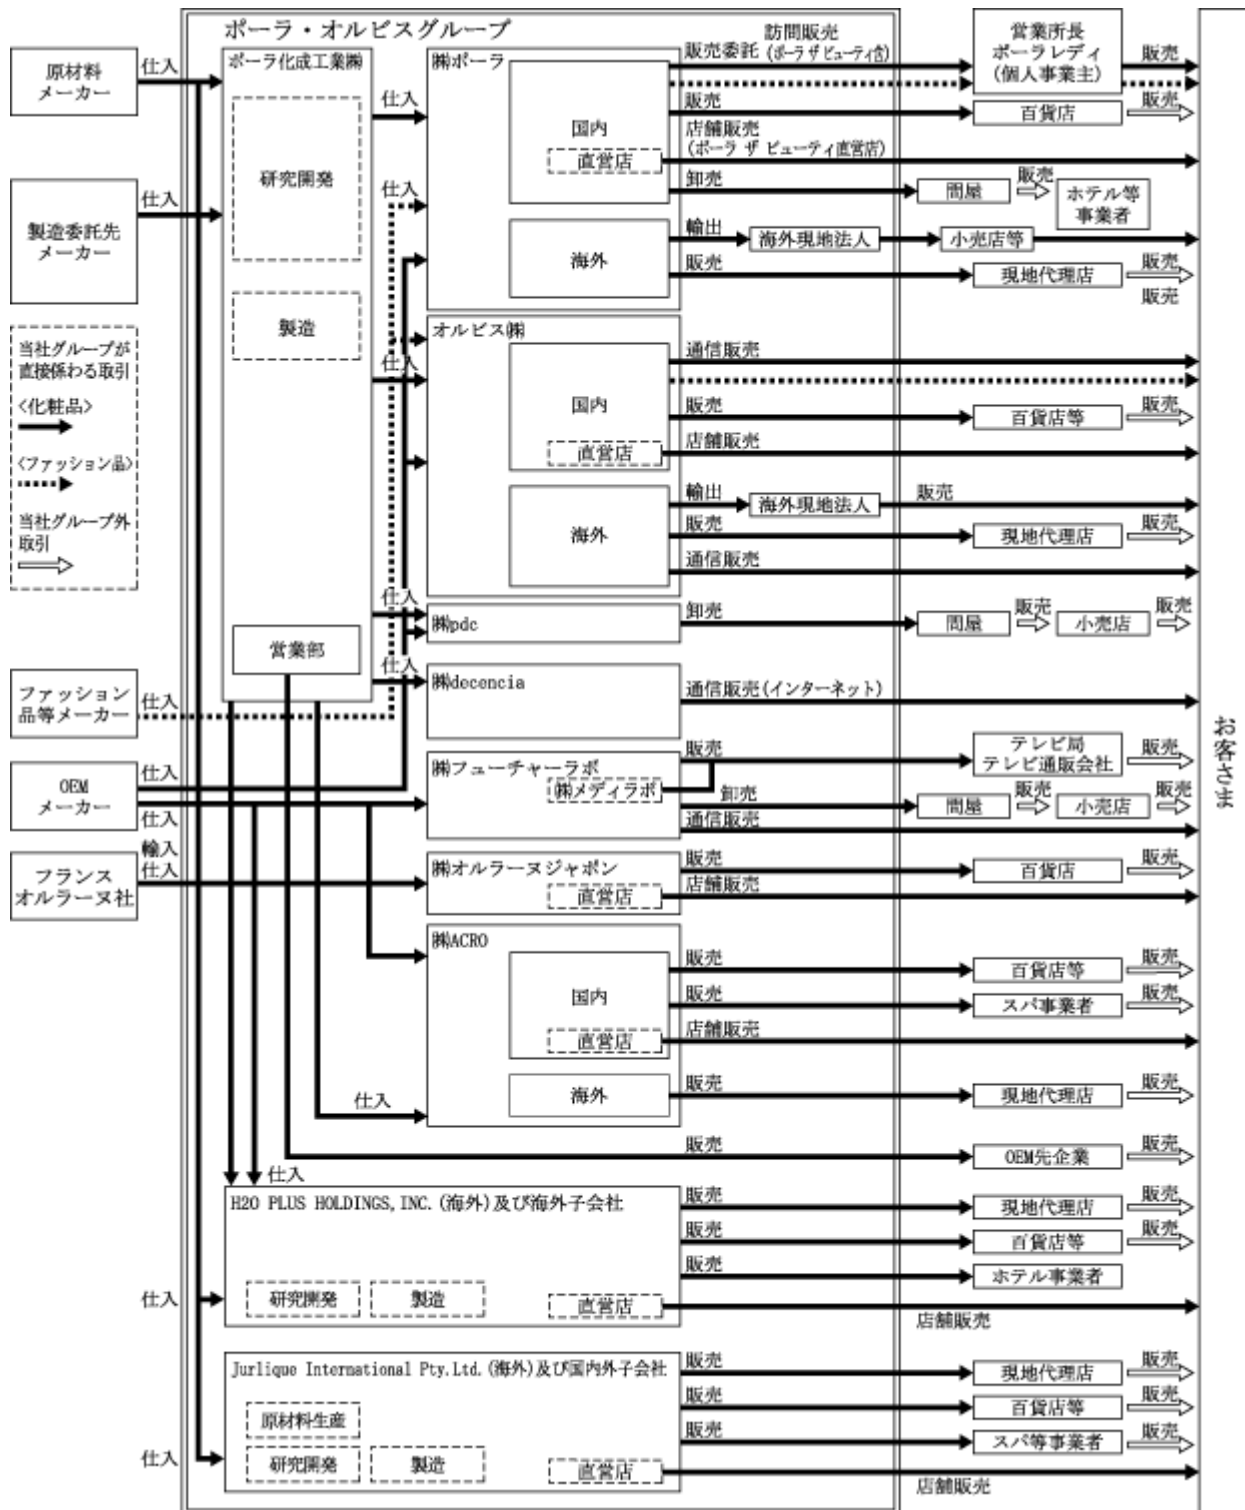 ポーラ・オルビスグループ
原材料
メーカー
仕入
製造委託先
メーカー
仕入
当社グループが
直接係わる取引
<化粧品>
<ファッション品>
当社グループ外
取引
ファッション
品等メーカー
仕入
OEM
メーカー
仕入
仕入
フランス
オルラーヌ社
輸入
仕入
仕入
仕入
ポーラ化成工業㈱
研究開発
製造
営業部
仕入
仕入
仕入
仕入
仕入
仕入
仕入
㈱ポーラ
国内
直営店
海外
販売委託
訪問販売
(ポーラ ザ ビューティ含)
営業所長
ポーラレディ
(個人事業主)
販売
販売
百貨店
販売
店舗販売
(ポーラ ザ ビューティ直営店)
卸売
問屋
販売
ホテル等
事業者
輸出
海外現地法人
小売店等
販売
現地代理店
販売
販売
オルビス㈱
国内
直営店
海外
通信販売
販売
百貨店等
販売
店舗販売
輸出
海外現地法人
販売
販売
現地代理店
販売
通信販売
㈱pdc
卸売
問屋
販売
小売店
販売
㈱decencia
通信販売(インターネット)
㈱フューチャーラボ
㈱メディラボ
販売
テレビ局
テレビ通販会社
販売
卸売
問屋
販売
小売店
販売
通信販売
㈱オルラーヌジャポン
直営店
販売
百貨店
販売
店舗販売
㈱ACRO
国内
直営店
海外
販売
百貨店等
販売
販売
スパ事業者
販売
店舗販売
販売
現地代理店
販売
販売
OEM先企業
販売
H2O PLUS HOLDINGS,INC.(海外)及び海外子会社
研究開発
製造
直営店
販売
現地代理店
販売
販売
百貨店等
販売
販売
ホテル事業者
店舗販売
Jurlique International Pty.Ltd.(海外)及び国内外子会社
原材料生産
研究開発
製造
直営店
販売
現地代理店
販売
販売
百貨店等
販売
販売
スパ等事業者
販売
店舗販売
お客さま